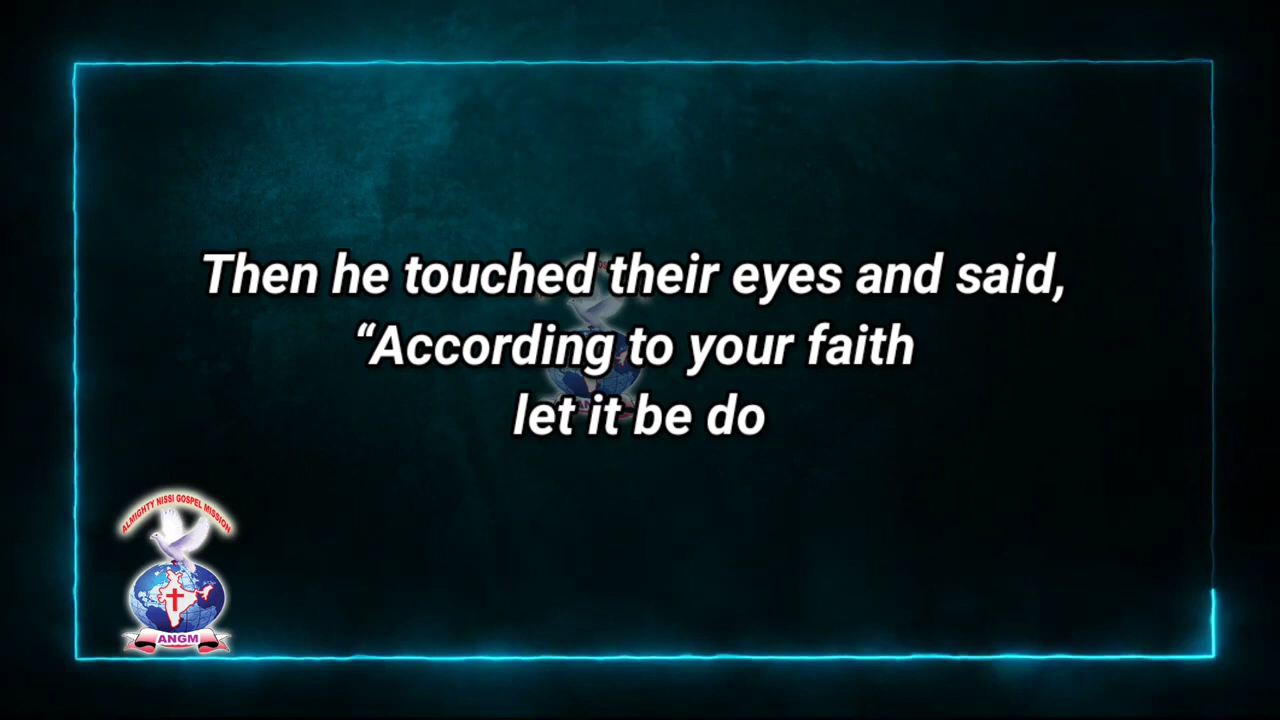 Then he touched their eyes and said,
“According to your faith
let it be do
ALMIGHTY NISSI GOSPEL MISSION
ANGM